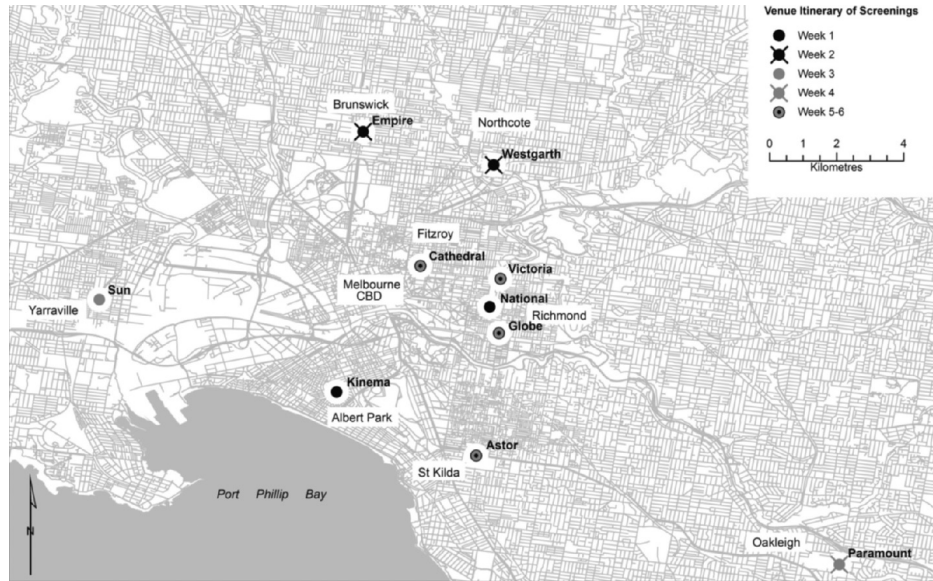 Venue Itinerary of Screenings
Week 1
Week 2
Week 3
Week 4
Week 5-6
0 1 2 4
Kilometres
Brunswick
Empire
Northcote
Westgarth
Fitzroy
Cathedral
Victoria
Melbourne
CBD
Sun
National
Yarraville
Richmond
Globe
Kinema
Albert Park
Astor
St Kilda
Port Phillip Bay
N
Oakleigh
Paramount